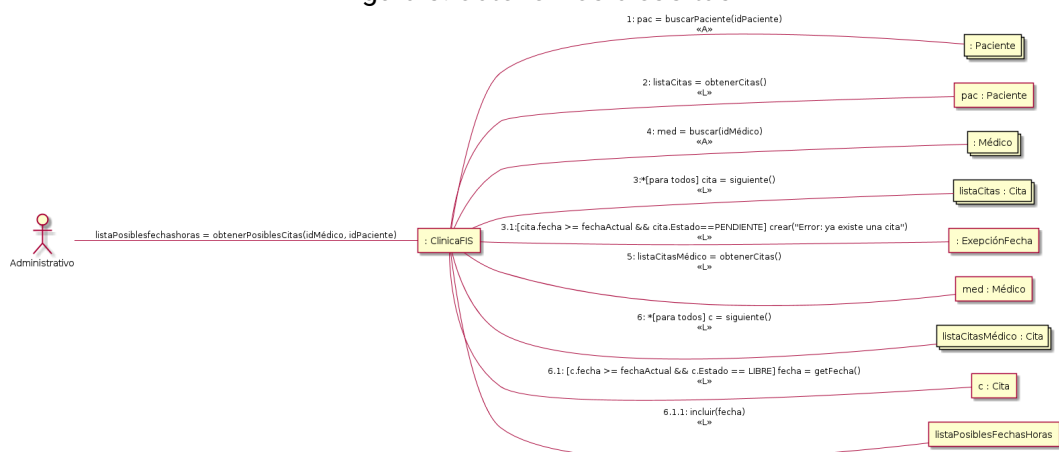 1: pac = buscarPaciente(idPaciente)
«A»
: Paciente
2: listaCitas = obtenerCitas()
«L»
pac : Paciente
4: med = buscar(idMédico)
«A»
: Médico
3:*[para todos] cita = siguiente()
«L»
listaCitas : Cita
listaPosiblesfechashoras = obtenerPosiblesCitas(idMédico, idPaciente)
Administrativo
: ClinicaFIS
3.1:[cita.fecha >= fechaActual && cita.Estado==PENDIENTE] crear("Error: ya existe una cita")
«L»
: ExepciónFecha
5: listaCitasMédico = obtenerCitas()
«L»
med : Médico
6: *[para todos] c = siguiente()
«L»
listaCitasMédico : Cita
6.1: [c.fecha >= fechaActual && c.Estado == LIBRE] fecha = getFecha()
«L»
c : Cita
6.1.1: incluir(fecha)
«L»
listaPosiblesFechasHoras